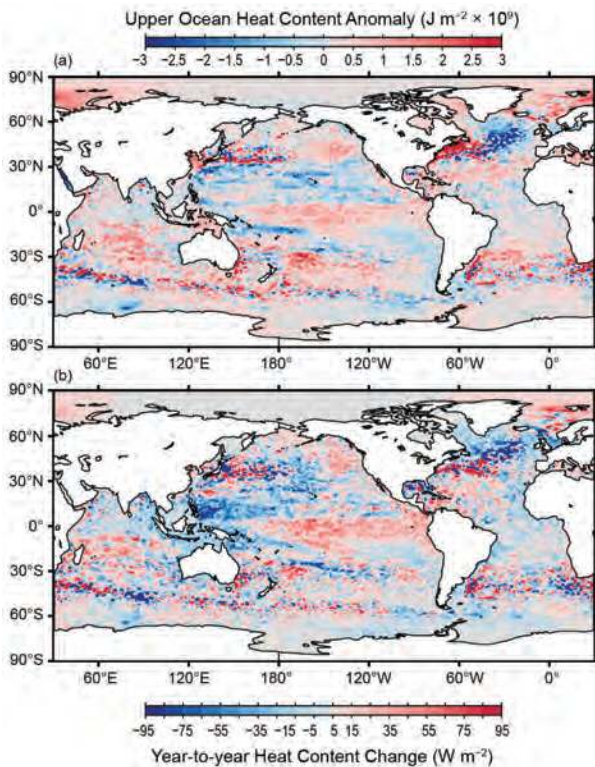 Upper Ocean Heat Content Anomaly (J m⁻² × 10⁹)
−3 −2.5 −2 −1.5 −1 −0.5 0 0.5 1 1.5 2 2.5 3
(a)
90°N
60°N
30°N
0°
30°S
60°S
90°S
60°E 120°E 180° 120°W 60°W 0°
(b)
90°N
60°N
30°N
0°
30°S
60°S
90°S
60°E 120°E 180° 120°W 60°W 0°
−95 −75 −55 −35 −15 5 15 35 55 75 95
Year-to-year Heat Content Change (W m⁻²)